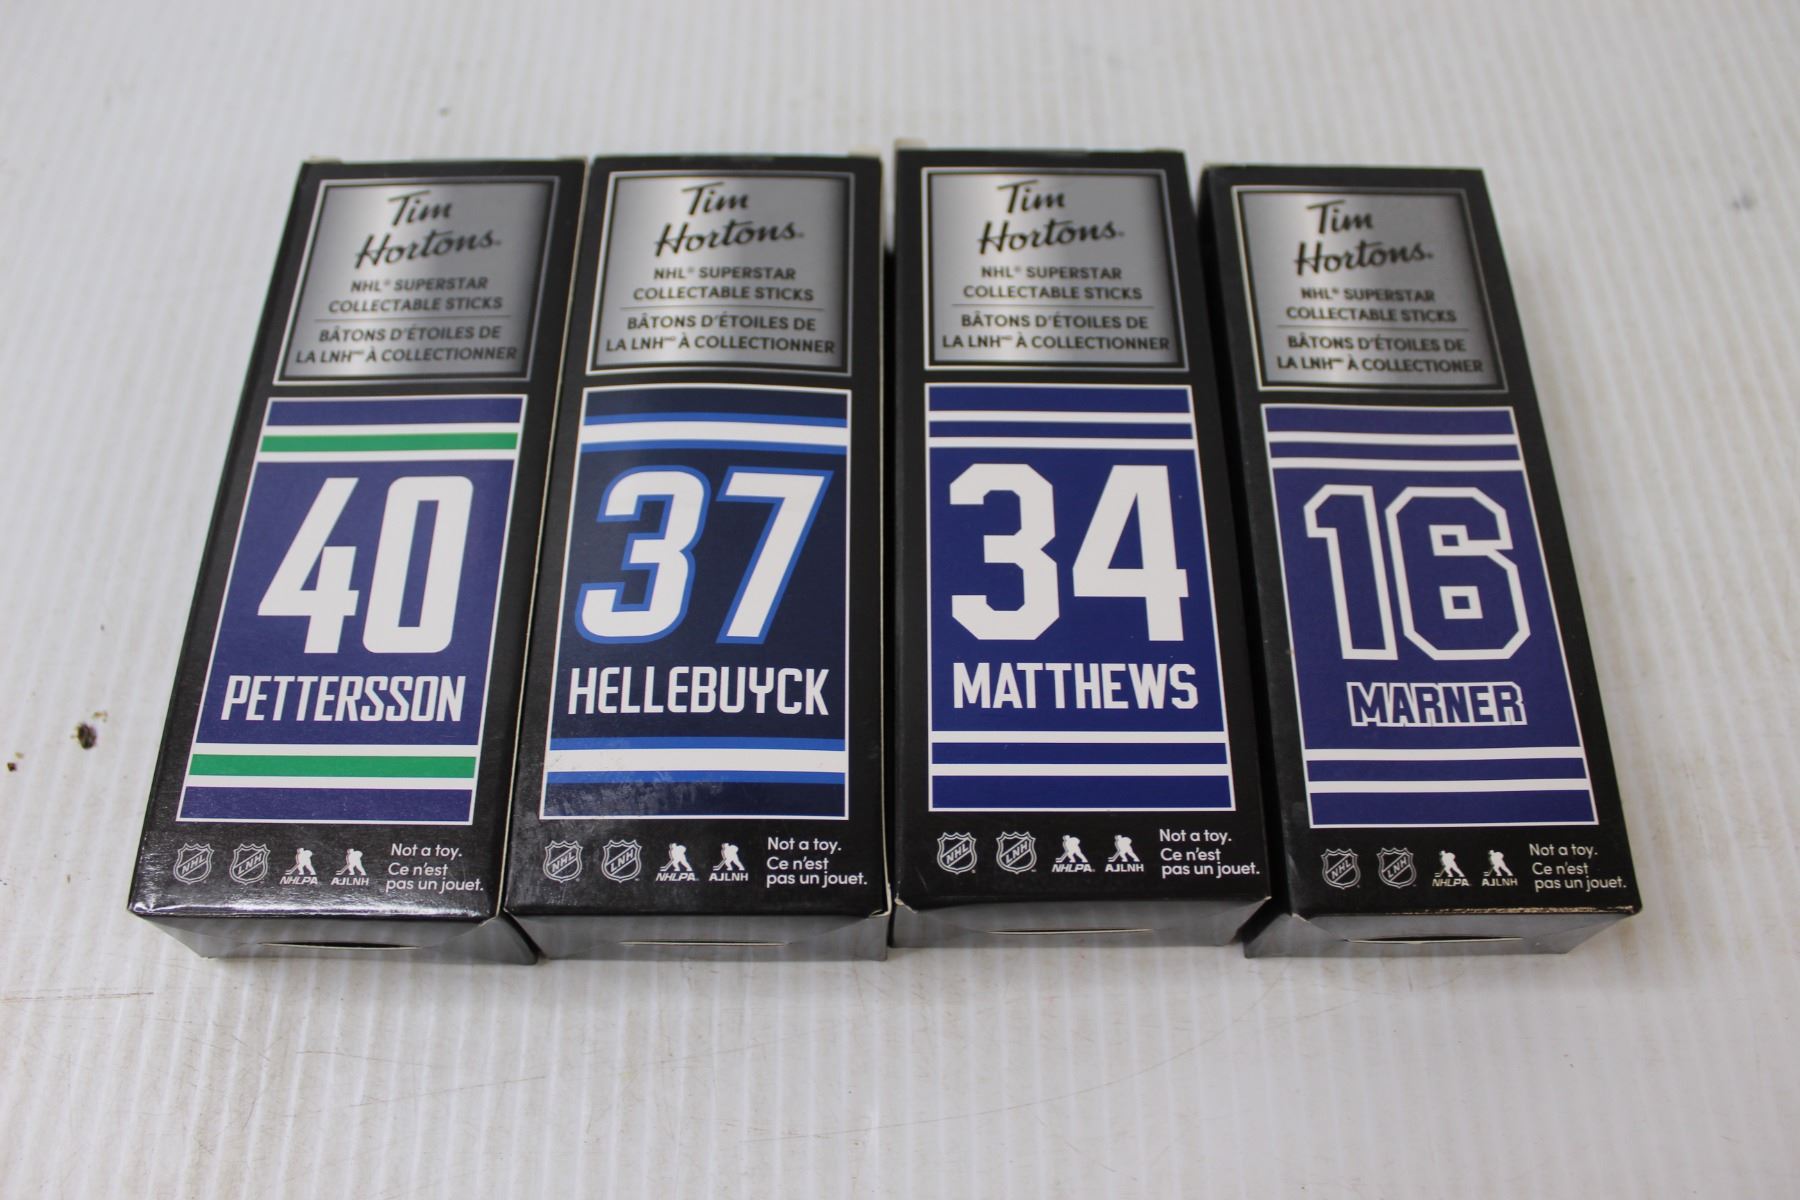 Tim
Hortons
NHL® SUPERSTAR
COLLECTABLE STICKS
BÂTONS D'ÉTOILES DE
LA LNHᴹᴰ À COLLECTIONNER
40
PETTERSSON
NHL
LNH
NHLPA
AJLNH
Not a toy.
Ce n'est
pas un jouet.
Tim
Hortons
NHL® SUPERSTAR
COLLECTABLE STICKS
BÂTONS D'ÉTOILES DE
LA LNHᴹᴰ À COLLECTIONNER
37
HELLEBUYCK
NHL
LNH
NHLPA
AJLNH
Not a toy.
Ce n'est
pas un jouet.
Tim
Hortons
NHL® SUPERSTAR
COLLECTABLE STICKS
BÂTONS D'ÉTOILES DE
LA LNHᴹᴰ À COLLECTIONNER
34
MATTHEWS
NHL
LNH
NHLPA
AJLNH
Not a toy.
Ce n'est
pas un jouet.
Tim
Hortons
NHL® SUPERSTAR
COLLECTABLE STICKS
BÂTONS D'ÉTOILES DE
LA LNHᴹᴰ À COLLECTIONER
16
MARNER
NHL
LNH
NHLPA
AJLNH
Not a toy.
Ce n'est
pas un jouet.